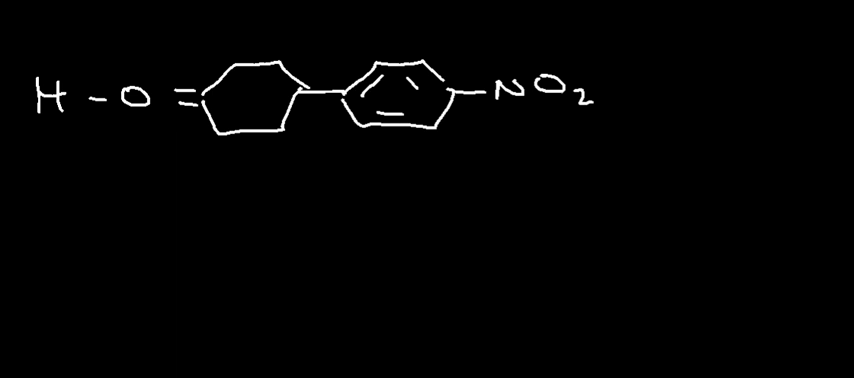 H - O = - NO2